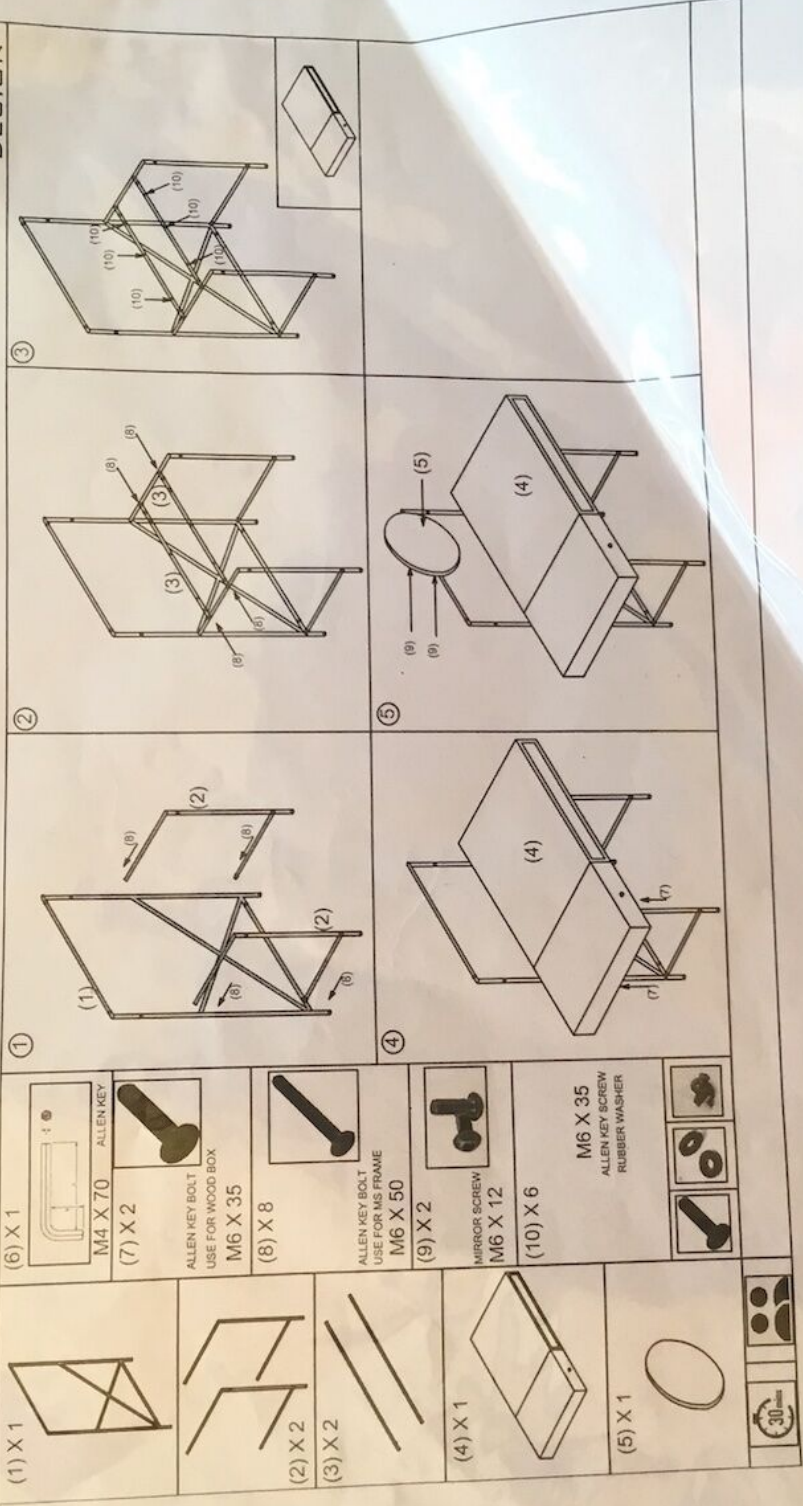 (1) X 1
(2) X 2
(3) X 2
(4) X 1
(5) X 1
30 mins
(6) X 1
M4 X 70 ALLEN KEY
(7) X 2
ALLEN KEY BOLT
USE FOR WOOD BOX
M6 X 35
(8) X 8
ALLEN KEY BOLT
USE FOR MS FRAME
M6 X 50
(9) X 2
MIRROR SCREW
M6 X 12
(10) X 6
M6 X 35
ALLEN KEY SCREW
RUBBER WASHER
1
(1)
(8)
(2)
(8)
(8)
(2)
(8)
2
(8)
(8)
(3)
(3)
(8)
(8)
3
(10)
(10)
(10)
(10)
(10)
(10)
4
(4)
(7)
(7)
5
(5)
(9)
(9)
(4)